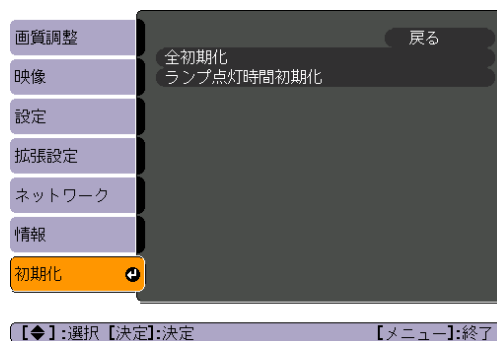 画質調整
映像
設定
拡張設定
ネットワーク
情報
初期化
戻る
全初期化
ランプ点灯時間初期化
【◆】:選択 【決定】:決定 【メニュー】:終了